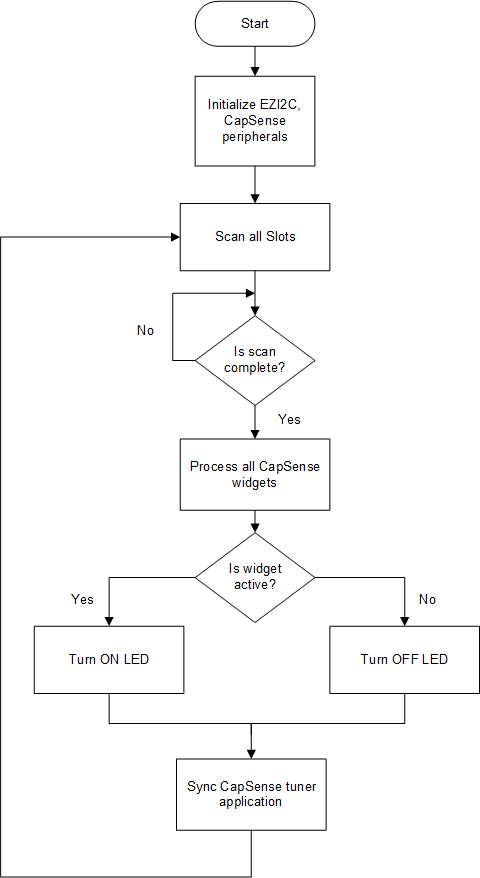 Start
Initialize EZI2C,
CapSense
peripherals
Scan all Slots
No
Is scan
complete?
Yes
Process all CapSense
widgets
Is widget
active?
Yes
No
Turn ON LED
Turn OFF LED
Sync CapSense tuner
application